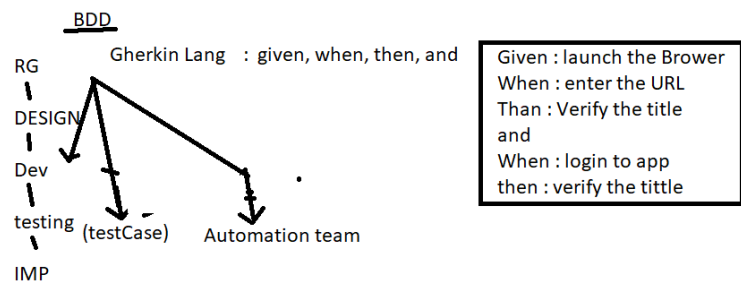 BDD
Gherkin Lang : given, when, then, and
RG
DESIGN
Dev
testing
(testCase)
Automation team
IMP
Given : launch the Brower
When : enter the URL
Than : Verify the title
and
When : login to app
then : verify the tittle